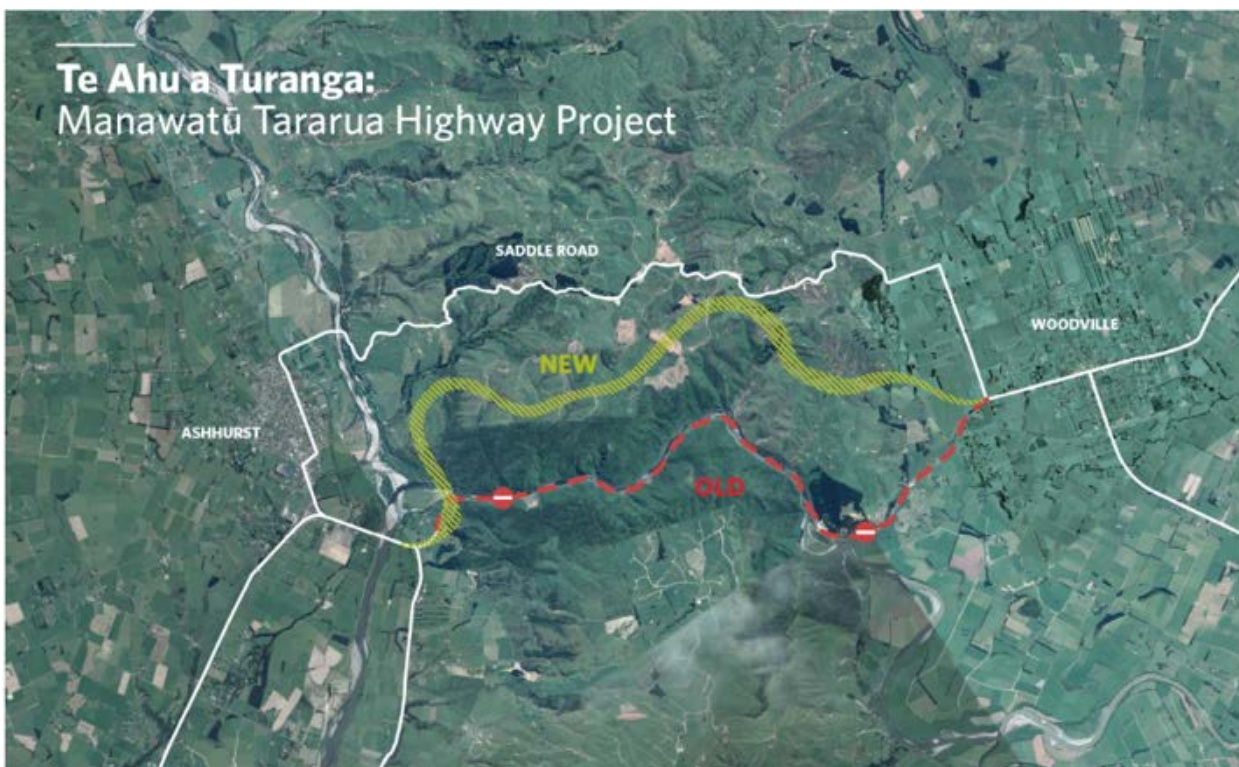 Te Ahu a Turanga:
Manawatū Tararua Highway Project
SADDLE ROAD
WOODVILLE
NEW
ASHHURST
OLD